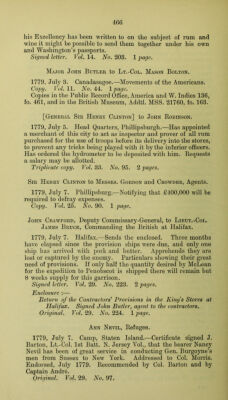 466
his Excellency has been written to on the subject of rum and
wine it might be possible to send them together under his own
and Washington's passports.
Signed letter. Vol. 14. No. 203. 1 page.
Major John Butler to Lt.-Col. Mason Bolton.
1779, July 3. Canadasagoe.—Movements of the Americans.
Copy. Vol. 11. No. 44. 1 page.
Copies in the Public Record Office, America and W. Indies 136,
fo. 461, and in the British Museum, Addtl. MSS. 21760, fo. 163.
[General Sir Henry Clinton] to John Robinson.
1779, July 5. Head Quarters, Phillipsburgh.—Has appointed
a merchant of this city to act as inspector and prover of all rum
purchased for the use of troops before its delivery into the stores,
to prevent any tricks being played with it by the inferior officers.
Has ordered the hydrometer to be deposited with him. Requests
a salary may be allotted.
Triplicate copy. Vol. 33. No. 95. 2 pages.
Sir Henry Clinton to Messrs. Gordon and Crowder, Agents.
1779, July 7. Phillipsburg.—Notifying that £400,000 will be
required to defray expenses.
Copy. Vol. 25. No. 90. 1 page.
John Crawford, Deputy Commissary-General, to Lieut.-Col.
James Bruce, Commanding the British at Halifax.
1779, July 7. Halifax.—Sends the enclosed. Three months
have elapsed since the provision ships were due, and only one
ship has arrived with pork and butter. Apprehends they are
lost or captured by the enemy. Particulars showing their great
need of provisions. If only half the quantity desired by McLean
for the expedition to Penobscot is shipped there will remain but
8 weeks supply for this garrison.
Signed letter. Vol. 29. No. 223. 2 pages.
Enclosure :—
Return of the Contractors' Provisions in the King's Stores at
Halifax. Signed John Butler, agent to the contractors.
Original. Vol. 29. No. 224. 1 page.
Ann Nevil, Refugee.
1779, July 7. Camp, Staten Island.—Certificate signed J.
Barton, Lt.-Col. 1st Batt. N. Jersey Vol., that the bearer Nancy
Nevil has been of great service in conducting Gen. Burgoyne's
men from Sussex to New York. Addressed to Col. Morris.
Endorsed, July 1779. Recommended by Col. Barton and by
Captain André.
Original. Vol. 29. No. 97.